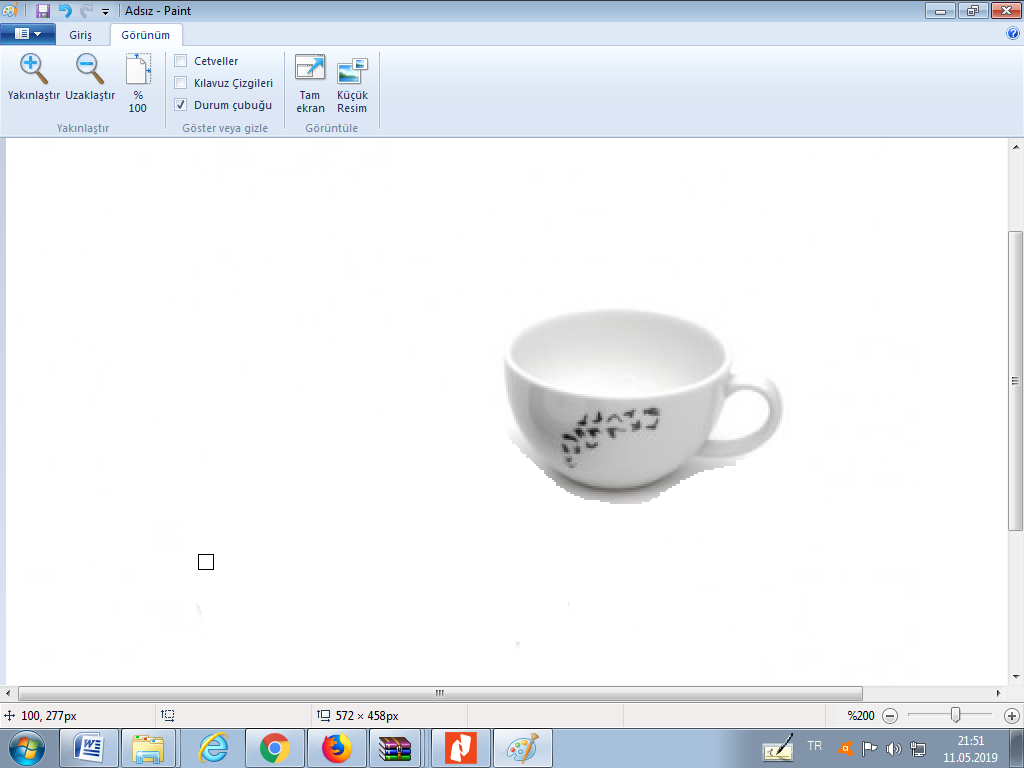 Adsız - Paint
Giriş
Görünüm
Yakınlaştır
Uzaklaştır
%
100
Cetveller
Kılavuz Çizgileri
Durum çubuğu
Tam
ekran
Küçük
Resim
Yakınlaştır
Göster veya gizle
Görüntüle
100, 277px
572 × 458px
%200
TR
21:51
11.05.2019